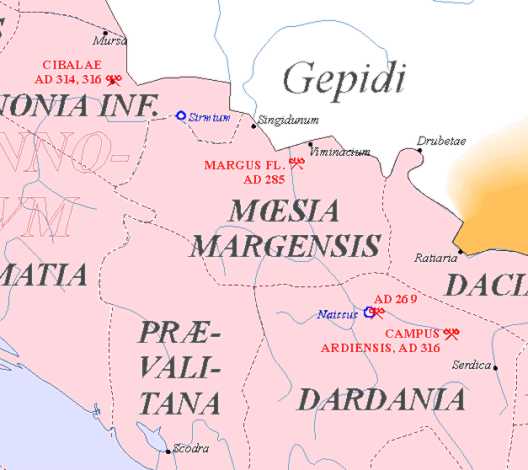 Mursa
CIBALAE
AD 314, 316
Gepidi
NONIA INF.
Sirmium
Singidunum
NNO-
Drubetae
Viminacium
MARGUS FL.
AD 285
VM
MŒSIA
MARGENSIS
Ratiaria
MATIA
DACI
AD 269
Naissus
CAMPUS
ARDIENSIS, AD 316
PRÆ-
VALI-
TANA
Serdica
DARDANIA
Scodra